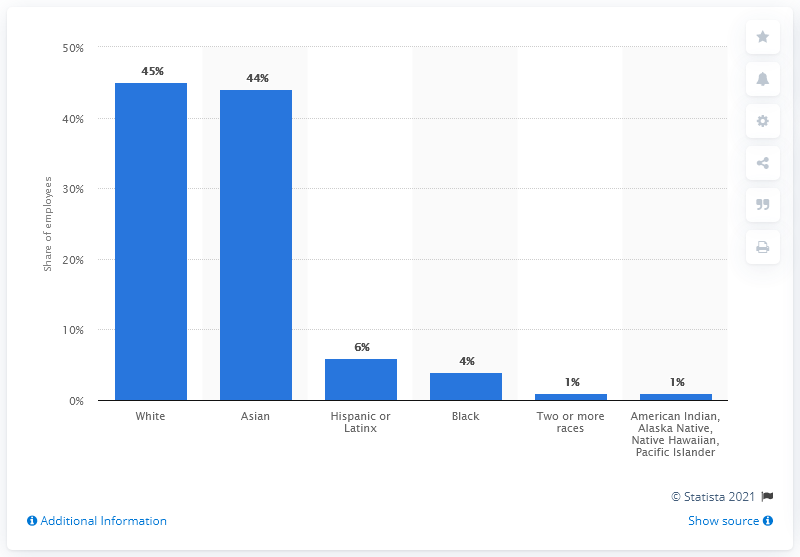 50%
40%
30%
20%
10%
0%
Share of employees
45%
44%
6%
4%
1%
1%
White
Asian
Hispanic or
Latinx
Black
Two or more
races
American Indian,
Alaska Native,
Native Hawaiian,
Pacific Islander
© Statista 2021
Additional Information
Show source